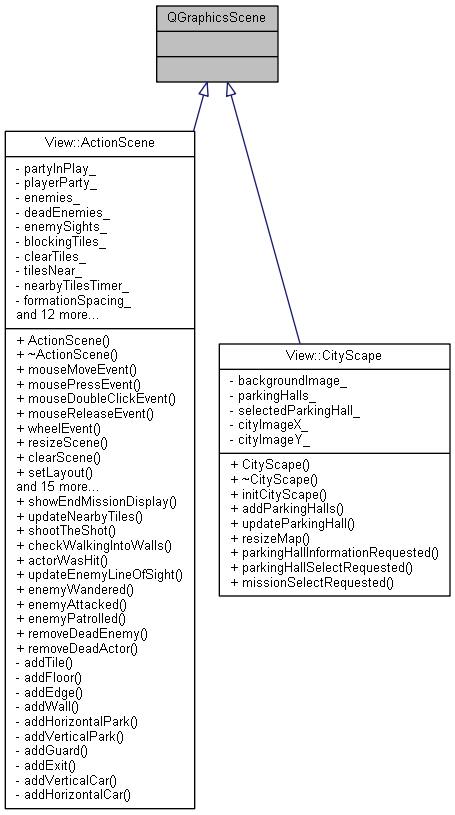 QGraphicsScene
View::ActionScene
- partyInPlay_
- playerParty_
- enemies_
- deadEnemies_
- enemySights_
- blockingTiles_
- clearTiles_
- tilesNear_
- nearbyTilesTimer_
- formationSpacing_
and 12 more...
+ ActionScene()
+ ~ActionScene()
+ mouseMoveEvent()
+ mousePressEvent()
+ mouseDoubleClickEvent()
+ mouseReleaseEvent()
+ wheelEvent()
+ resizeScene()
+ clearScene()
+ setLayout()
and 15 more...
+ showEndMissionDisplay()
+ updateNearbyTiles()
+ shootTheShot()
+ checkWalkingIntoWalls()
+ actorWasHit()
+ updateEnemyLineOfSight()
+ enemyWandered()
+ enemyAttacked()
+ enemyPatrolled()
+ removeDeadEnemy()
+ removeDeadActor()
- addTile()
- addFloor()
- addEdge()
- addWall()
- addHorizontalPark()
- addVerticalPark()
- addGuard()
- addExit()
- addVerticalCar()
- addHorizontalCar()
View::CityScape
- backgroundImage_
- parkingHalls_
- selectedParkingHall_
- cityImageX_
- cityImageY_
+ CityScape()
+ ~CityScape()
+ initCityScape()
+ addParkingHalls()
+ updateParkingHall()
+ resizeMap()
+ parkingHallInformationRequested()
+ parkingHallSelectRequested()
+ missionSelectRequested()